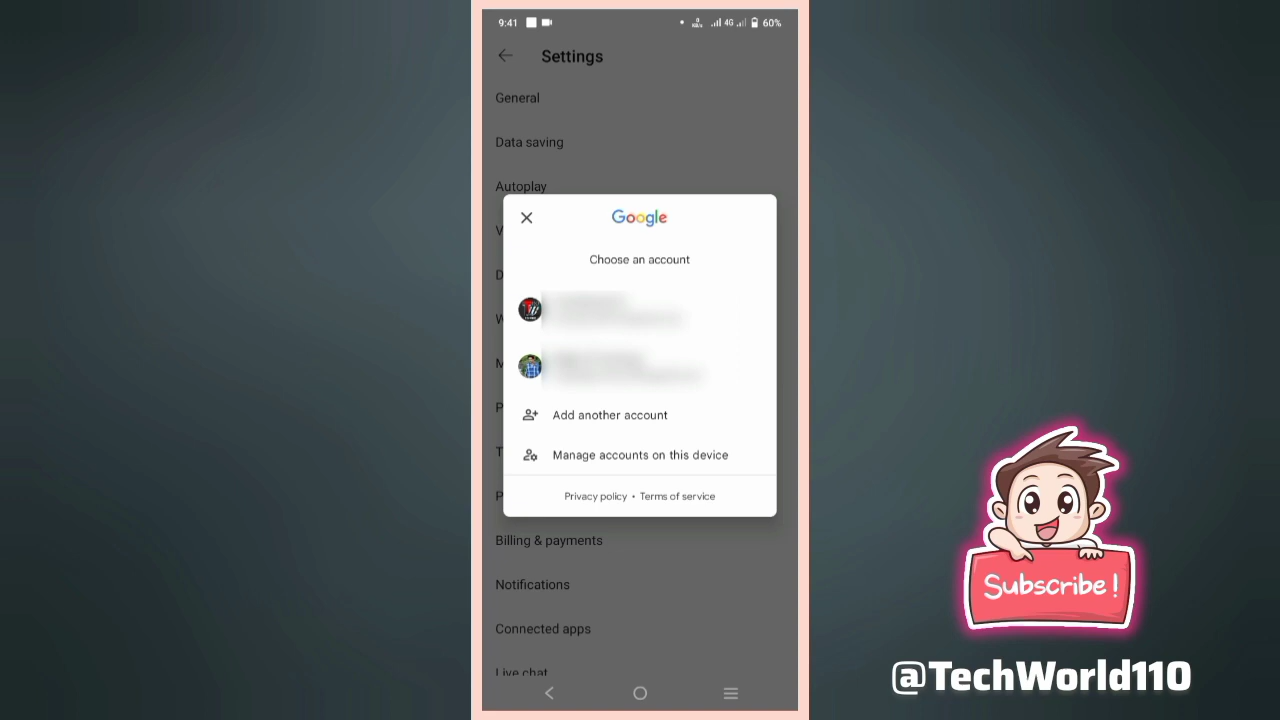 9:41
4G
60%
Settings
General
Data saving
Autoplay
V
D
W
M
P
T
P
Google
Choose an account
Add another account
Manage accounts on this device
Privacy policy • Terms of service
Billing & payments
Notifications
Connected apps
Live chat
Subscribe!
@TechWorld110